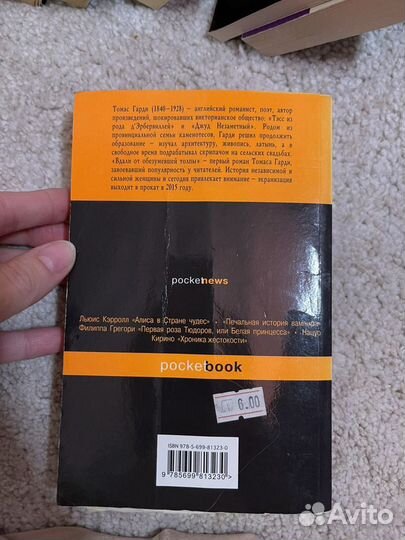 Томас Гарди (1840–1928) – английский романист, поэт, автор
произведений, шокировавших викторианское общество: «Тэсс из
рода д'Эрбервиллей» и «Джуд Незаметный». Родом из
провинциальной семьи каменотесов, Гарди решил продолжить
образование – изучал архитектуру, живопись, латынь, а в
свободное время подрабатывал скрипачом на сельских свадьбах.
«Вдали от обезумевшей толпы» – первый роман Томаса Гарди,
завоевавший популярность у читателей. История независимой и
сильной женщины и сегодня привлекает внимание – экранизация
выходит в прокат в 2015 году.
pocketnews
Льюис Кэрролл «Алиса в Стране чудес» • «Печальная история
Филиппа Грегори «Первая роза Тюдоров, или Белая принцесса» • Нацуо
Кирино «Хроника жестокости»
pocketbook
6.00
ISBN 978-5-699-81323-0
9 785699 813230 >
Avito